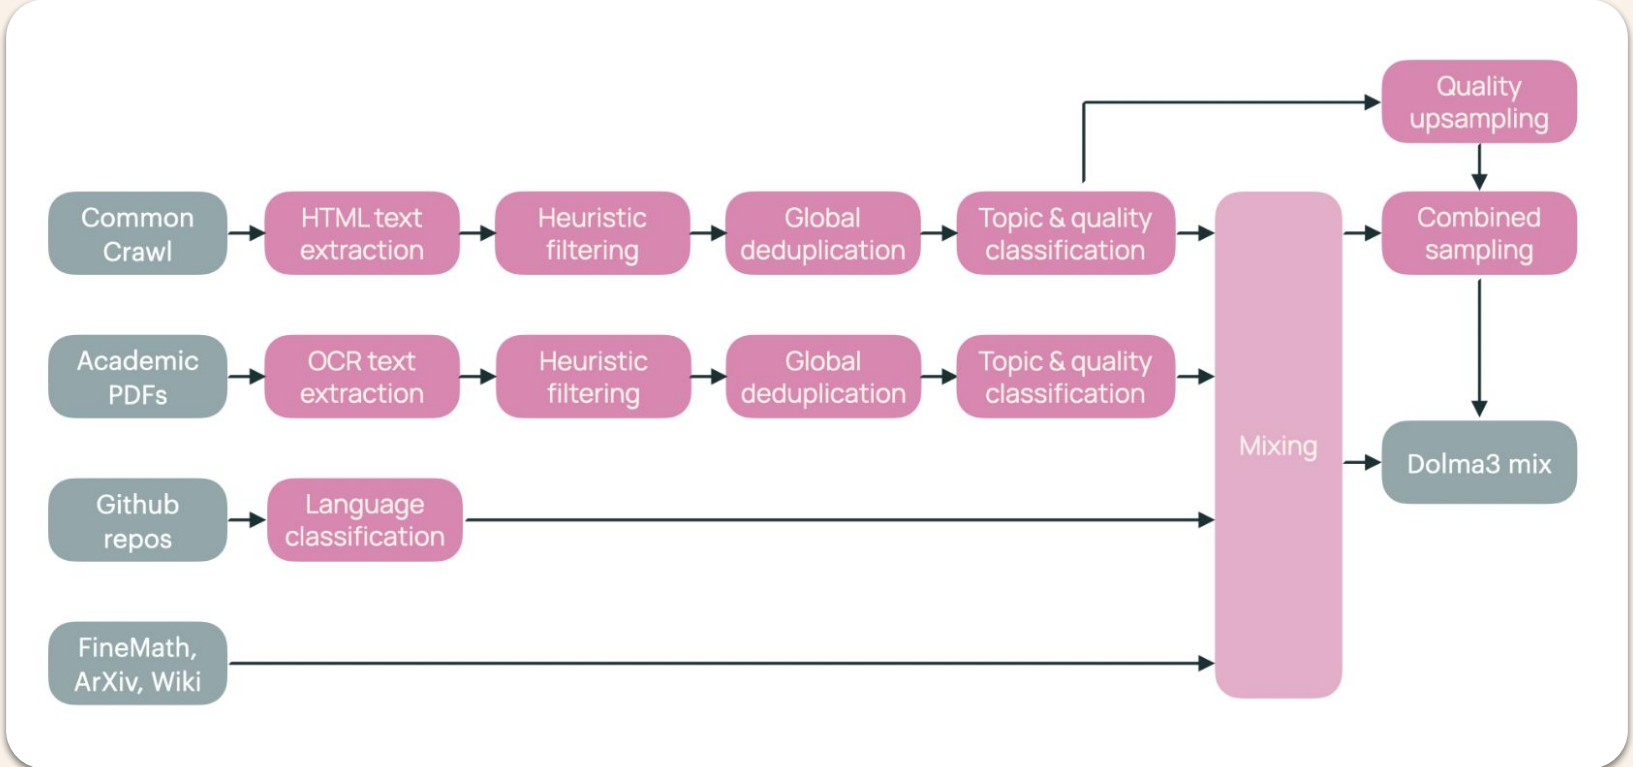 Quality
upsampling
Common
Crawl
HTML text
extraction
Heuristic
filtering
Global
deduplication
Topic & quality
classification
Combined
sampling
Academic
PDFs
OCR text
extraction
Heuristic
filtering
Global
deduplication
Topic & quality
classification
Mixing
Dolma3 mix
Github
repos
Language
classification
FineMath,
ArXiv, Wiki